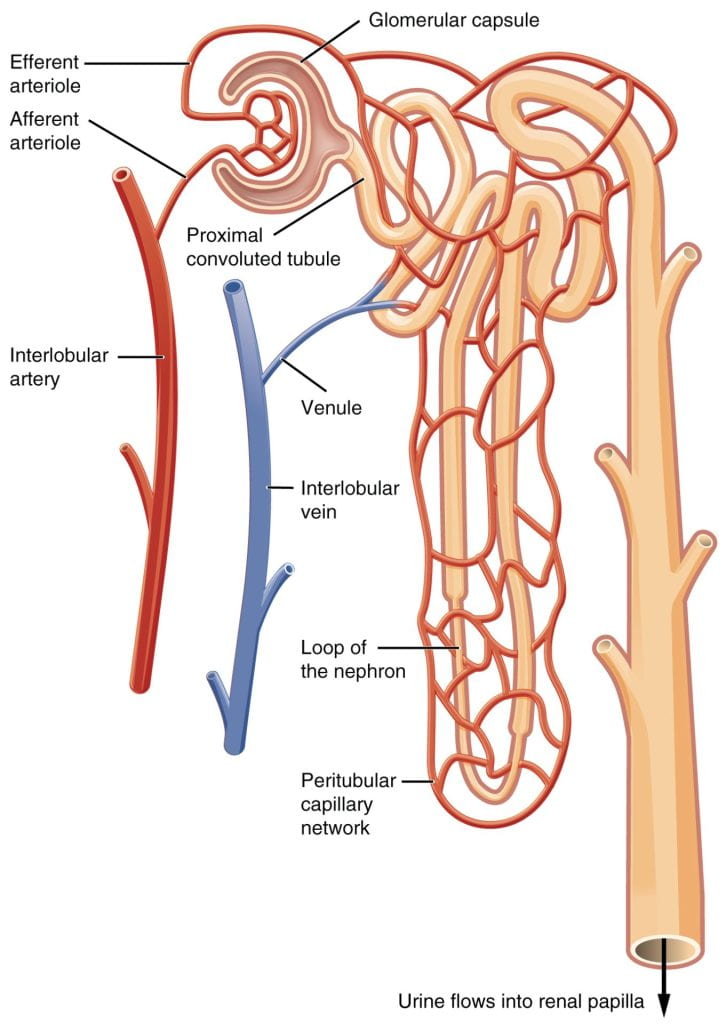 Glomerular capsule
Efferent
arteriole
Afferent
arteriole
Proximal
convoluted tubule
Interlobular
artery
Venule
Interlobular
vein
Loop of
the nephron
Peritubular
capillary
network
Urine flows into renal papilla